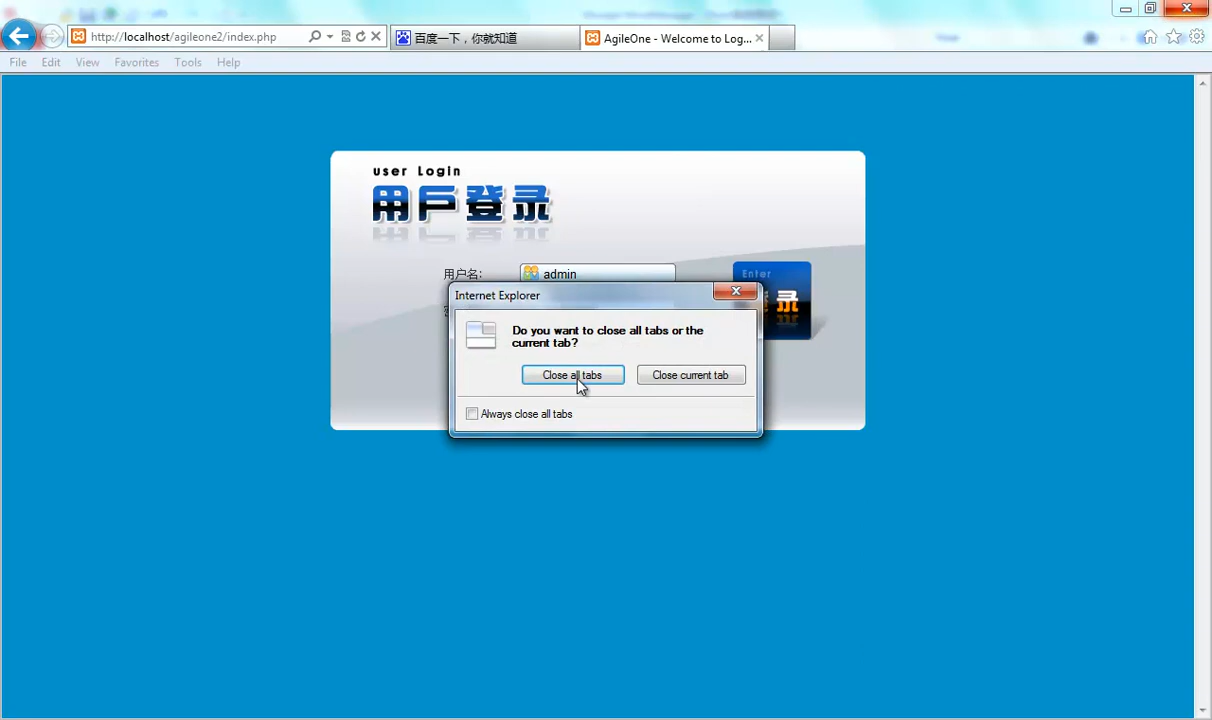 http://localhost/agileone2/index.php
百度一下，你就知道
AgileOne - Welcome to Log...
File Edit View Favorites Tools Help
user Login
用戶登录
用户名:
admin
Enter
录
Internet Explorer
Do you want to close all tabs or the
current tab?
Close all tabs
Close current tab
Always close all tabs